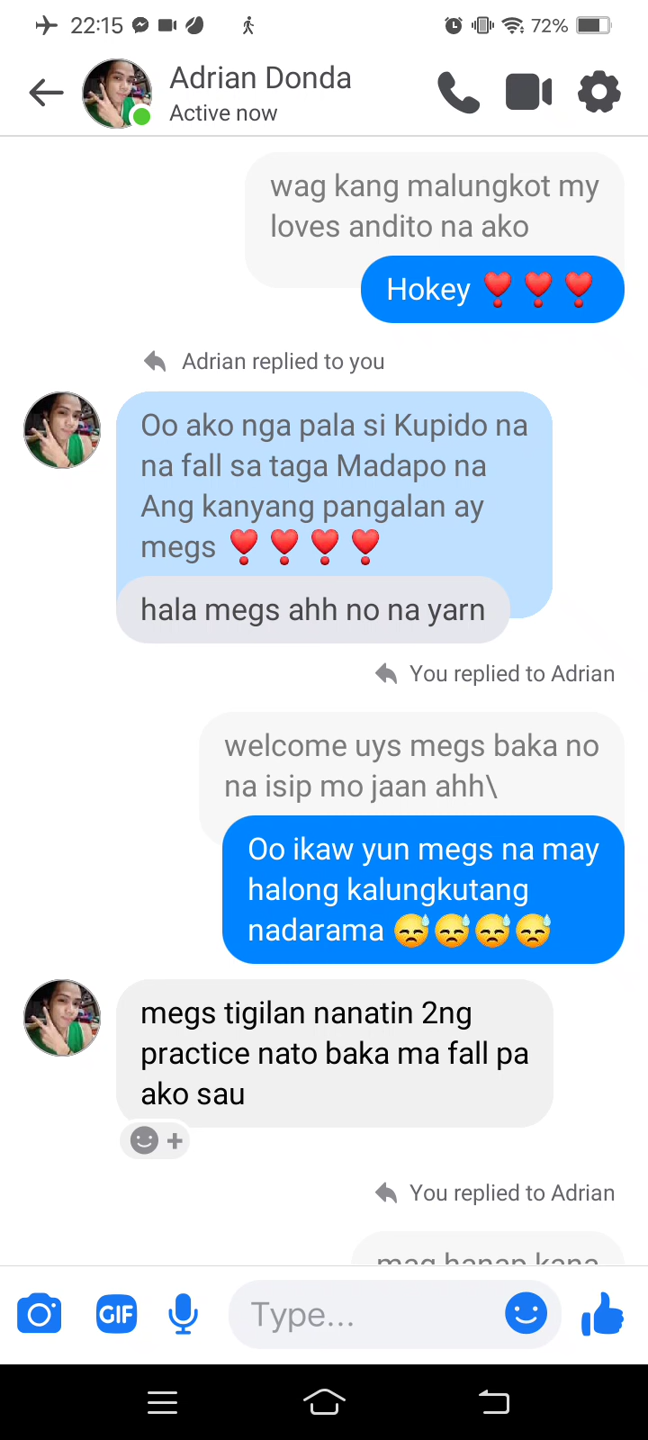 22:15
72%
Adrian Donda
Active now
wag kang malungkot my
loves andito na ako
Hokey ❣️❣️❣️
Adrian replied to you
Oo ako nga pala si Kupido na
na fall sa taga Madapo na
Ang kanyang pangalan ay
megs ❣️❣️❣️❣️
hala megs ahh no na yarn
You replied to Adrian
welcome uys megs baka no
na isip mo jaan ahh\
Oo ikaw yun megs na may
halong kalungkutang
nadarama 😓😓😓😓
megs tigilan nanatin 2ng
practice nato baka ma fall pa
ako sau
You replied to Adrian
mag hanap kana
GIF
Type...